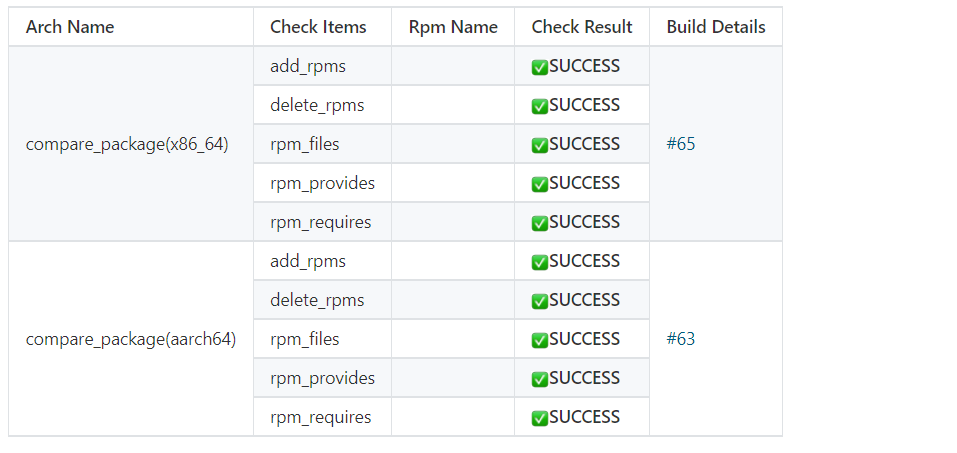 Arch Name Check Items Rpm Name Check Result Build Details
add_rpms ✅SUCCESS
delete_rpms ✅SUCCESS
compare_package(x86_64) rpm_files ✅SUCCESS #65
rpm_provides ✅SUCCESS
rpm_requires ✅SUCCESS
add_rpms ✅SUCCESS
delete_rpms ✅SUCCESS
compare_package(aarch64) rpm_files ✅SUCCESS #63
rpm_provides ✅SUCCESS
rpm_requires ✅SUCCESS